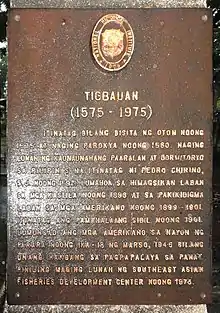 TIGBAUAN
(1575 - 1975)
ITINATAG BILANG BISITA NG OTON NOONG
1575 AT NAGING PAROKYA NOONG 1580. NAGING
LUNAN NG KAUNAUNAHANG PAARALAN AT DORMITORYO
SA PILIPINAS NA ITINATAG NI PEDRO CHIRINO,
S.J. NOONG 1592. LUMAHOK SA HIMAGSIKAN LABAN
SA MGA KASTILA NOONG 1898 AT SA PAKIKIDIGMA
LABAN SA MGA AMERIKANO NOONG 1899-1901.
ITINATAG ANG PAMAHALAANG SIBIL NOONG 1901.
LUMUNSAD ANG MGA AMERIKANO SA NAYON NG
PARARA NOONG IKA-18 NG MARSO, 1945 BILANG
UNANG HAKBANG SA PAGPAPALAYA SA PANAY.
PINILING MAGING LUNAN NG SOUTHEAST ASIAN
FISHERIES DEVELOPMENT CENTER NOONG 1973.